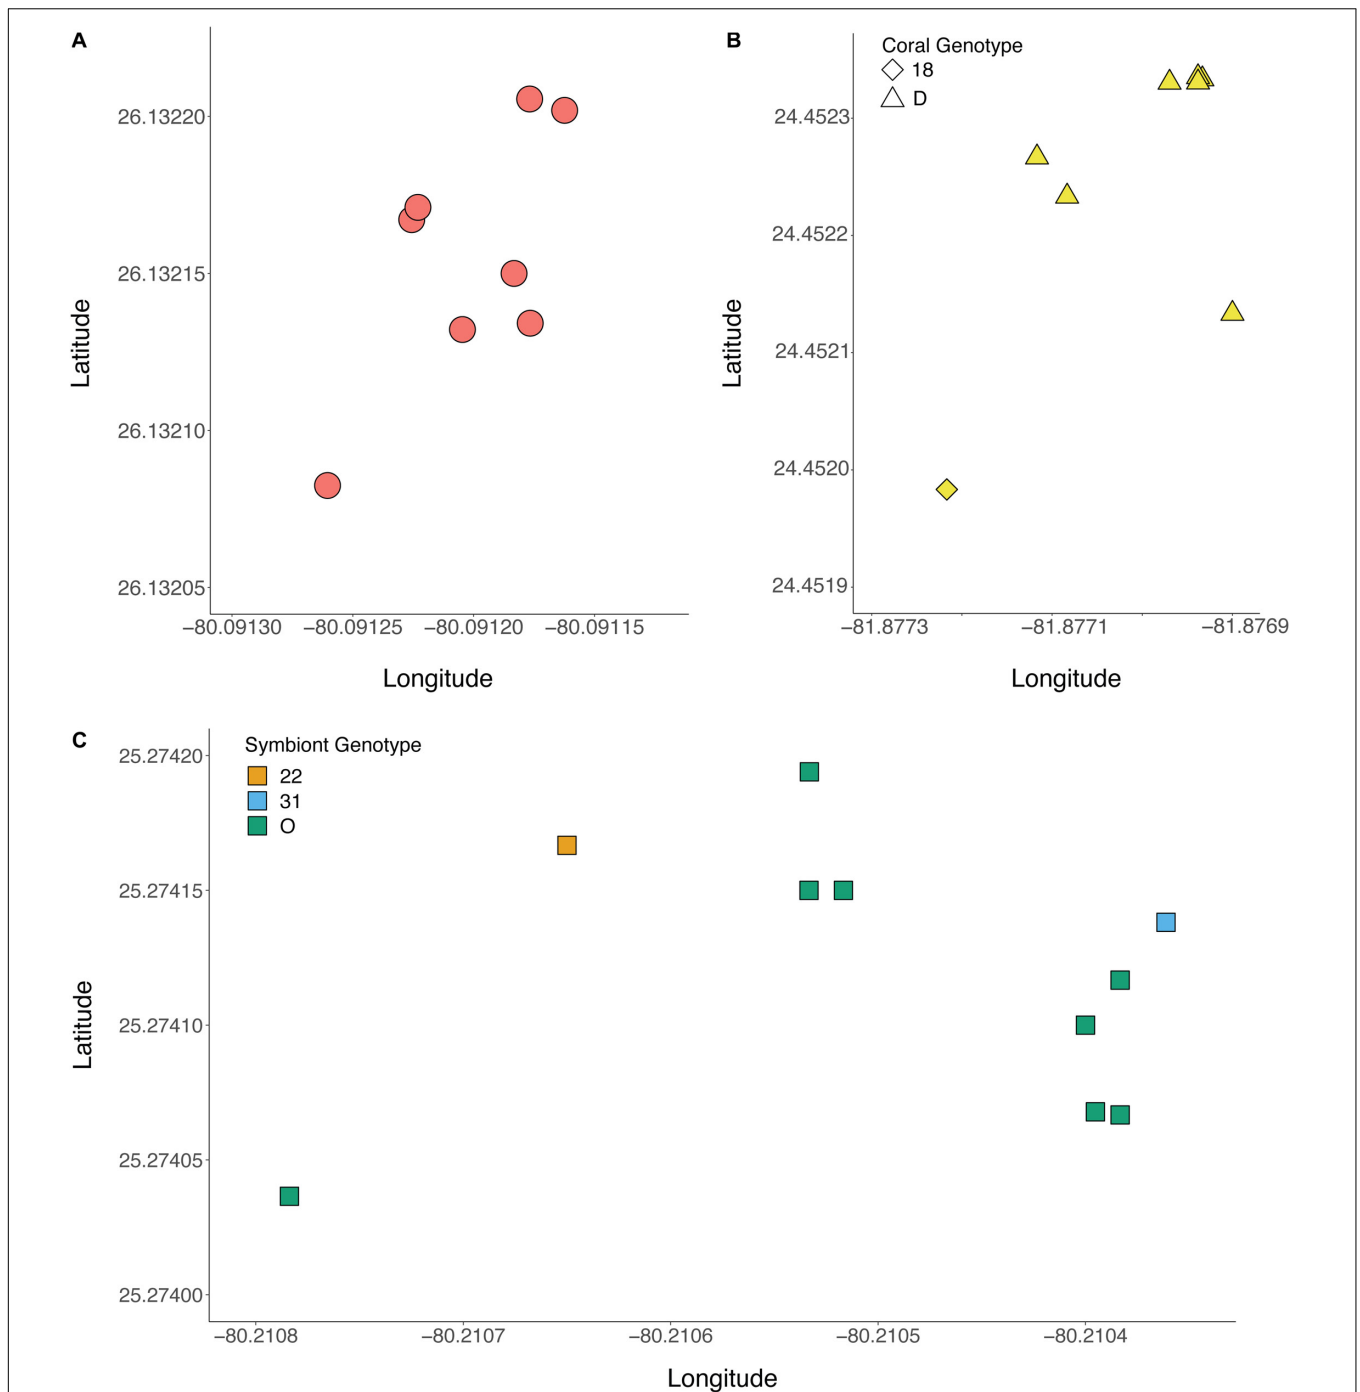 A
26.13220
26.13215
26.13210
26.13205
Latitude
−80.09130 −80.09125 −80.09120 −80.09115
Longitude
B
Coral Genotype
18
D
24.4523
24.4522
24.4521
24.4520
24.4519
Latitude
−81.8773 −81.8771 −81.8769
Longitude
C
Symbiont Genotype
22
31
O
25.27420
25.27415
25.27410
25.27405
25.27400
Latitude
−80.2108 −80.2107 −80.2106 −80.2105 −80.2104
Longitude